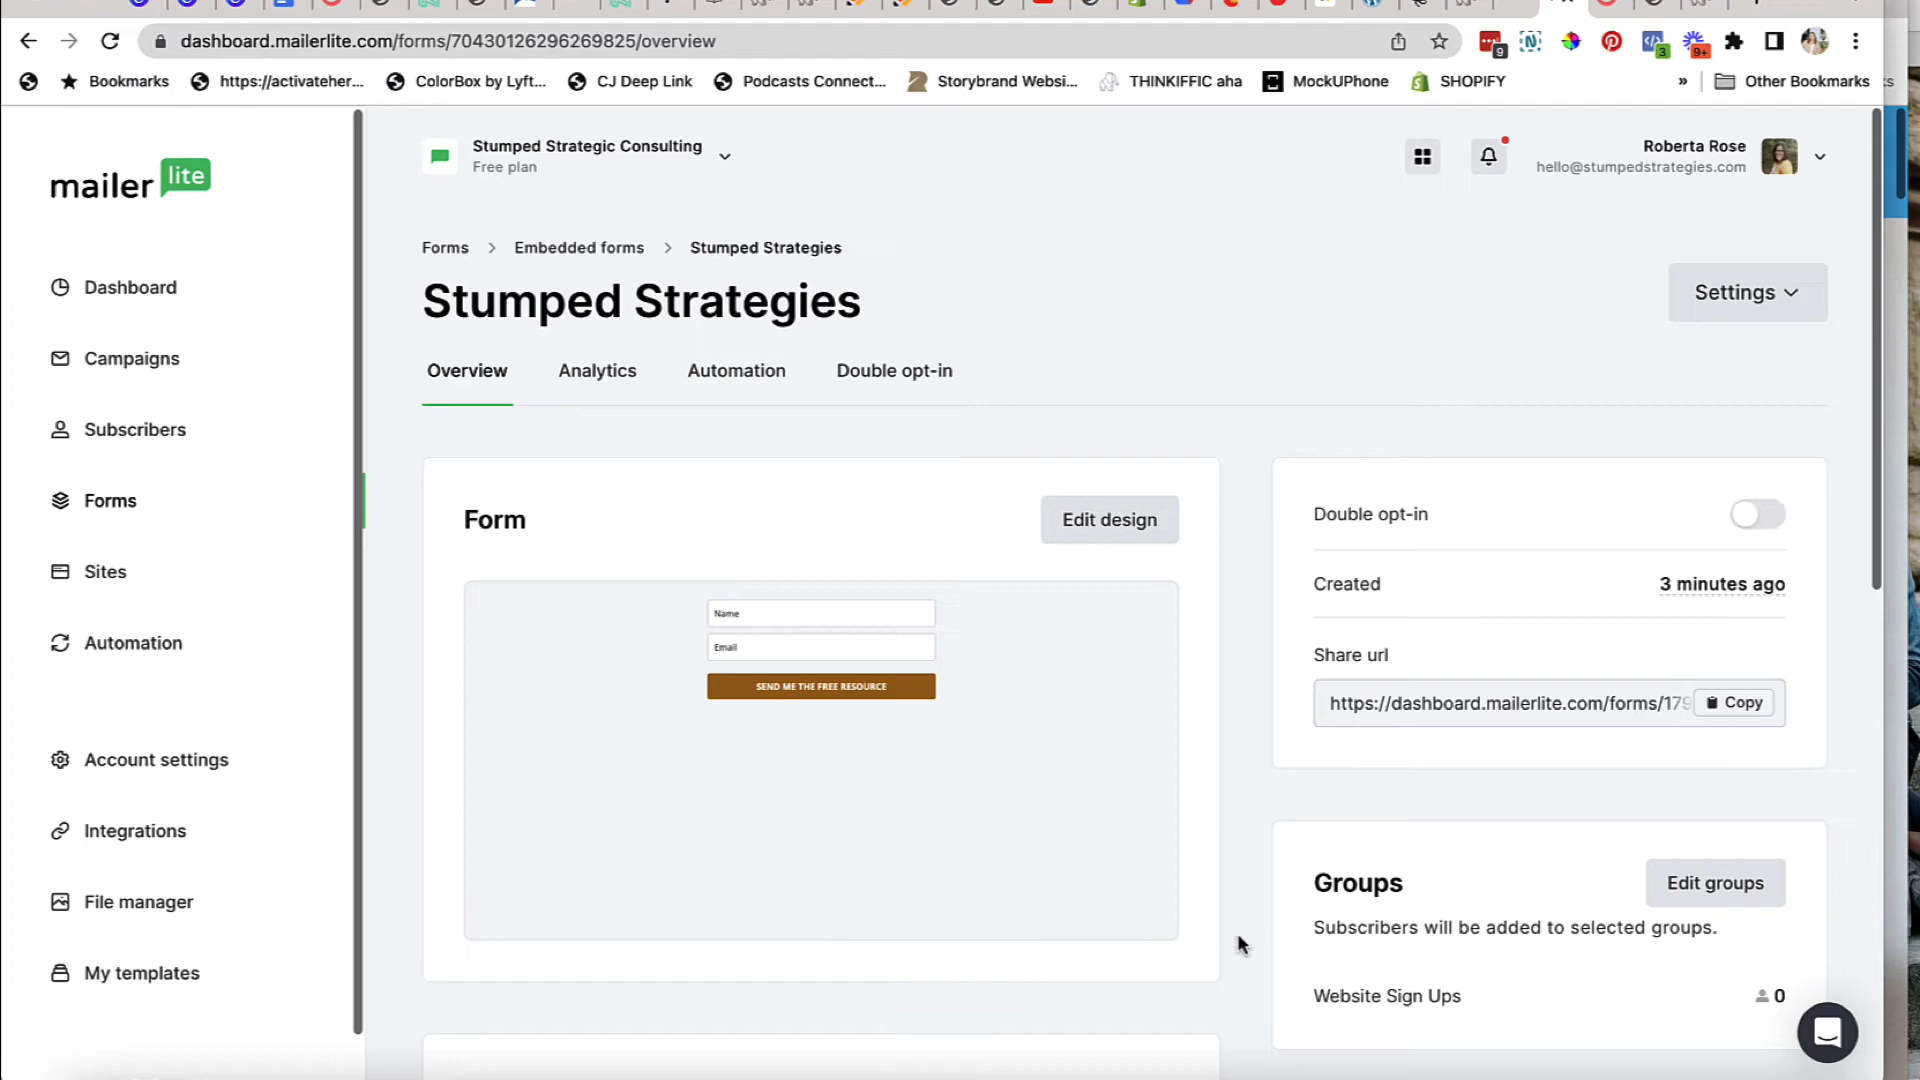 dashboard.mailerlite.com/forms/70430126296269825/overview
9
3
9+
Bookmarks
https://activateher...
ColorBox by Lyft...
CJ Deep Link
Podcasts Connect...
Storybrand Websi...
THINKIFFIC aha
MockUPhone
SHOPIFY
»
Other Bookmarks
mailer lite
Stumped Strategic Consulting
Free plan
Roberta Rose
hello@stumpedstrategies.com
Forms > Embedded forms > Stumped Strategies
Stumped Strategies
Settings
Overview
Analytics
Automation
Double opt-in
Dashboard
Campaigns
Subscribers
Forms
Sites
Automation
Account settings
Integrations
File manager
My templates
Form
Edit design
Name
Email
SEND ME THE FREE RESOURCE
Double opt-in
Created
3 minutes ago
Share url
https://dashboard.mailerlite.com/forms/179
Copy
Groups
Edit groups
Subscribers will be added to selected groups.
Website Sign Ups
0